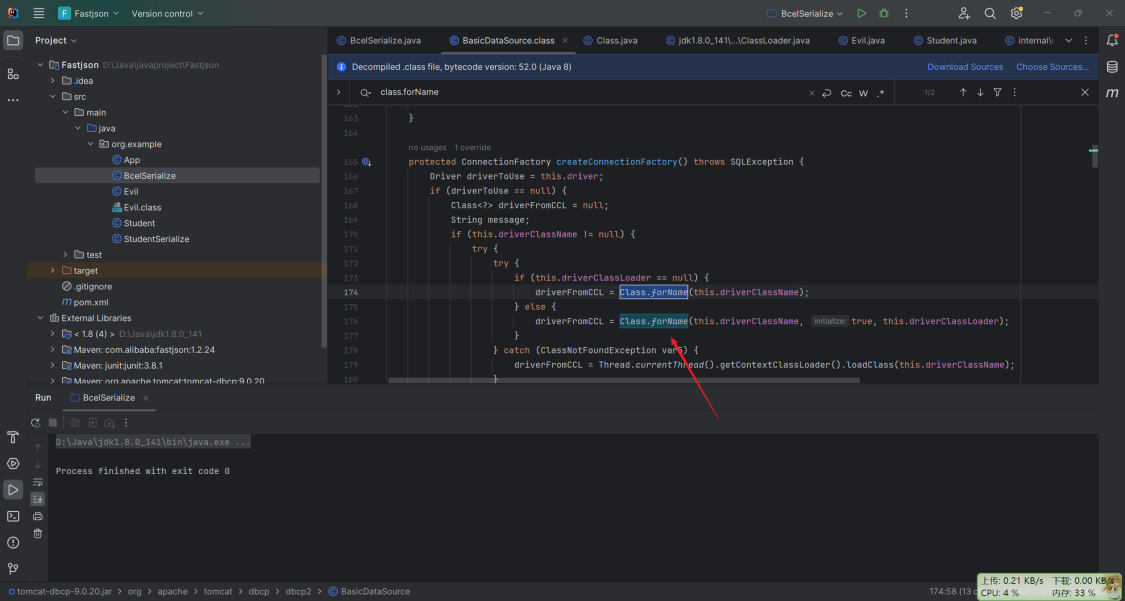 Fastjson
Version control
BcelSerialize
Project
BcelSerialize.java
BasicDataSource.class
Class.java
jdk1.8.0_141\...\ClassLoader.java
Evil.java
Student.java
internal\
Fastjson D:\Java\javaproject\Fastjson
.idea
src
main
java
org.example
App
BcelSerialize
Evil
Evil.class
Student
StudentSerialize
test
target
.gitignore
pom.xml
External Libraries
< 1.8 (4) > D:\Java\jdk1.8.0_141
Maven: com.alibaba:fastjson:1.2.24
Maven: junit:junit:3.8.1
Maven: org.apache.tomcat:tomcat-dbcp:9.0.20
Decompiled .class file, bytecode version: 52.0 (Java 8)
Download Sources
Choose Sources...
class.forName
Cc W .*
1/2
163 }
164
no usages 1 override
165 protected ConnectionFactory createConnectionFactory() throws SQLException {
166 Driver driverToUse = this.driver;
167 if (driverToUse == null) {
168 Class<?> driverFromCCL = null;
169 String message;
170 if (this.driverClassName != null) {
171 try {
172 try {
173 if (this.driverClassLoader == null) {
174 driverFromCCL = Class.forName(this.driverClassName);
175 } else {
176 driverFromCCL = Class.forName(this.driverClassName, initialize: true, this.driverClassLoader);
177 }
178 } catch (ClassNotFoundException var6) {
179 driverFromCCL = Thread.currentThread().getContextClassLoader().loadClass(this.driverClassName);
180 }
Run
BcelSerialize
D:\Java\jdk1.8.0_141\bin\java.exe ...
Process finished with exit code 0
tomcat-dbcp-9.0.20.jar > org > apache > tomcat > dbcp > dbcp2 > BasicDataSource
174:58 (13 c
上传: 0.21 KB/s 下载: 0.00 KB/s
CPU: 4 % 内存: 33 %